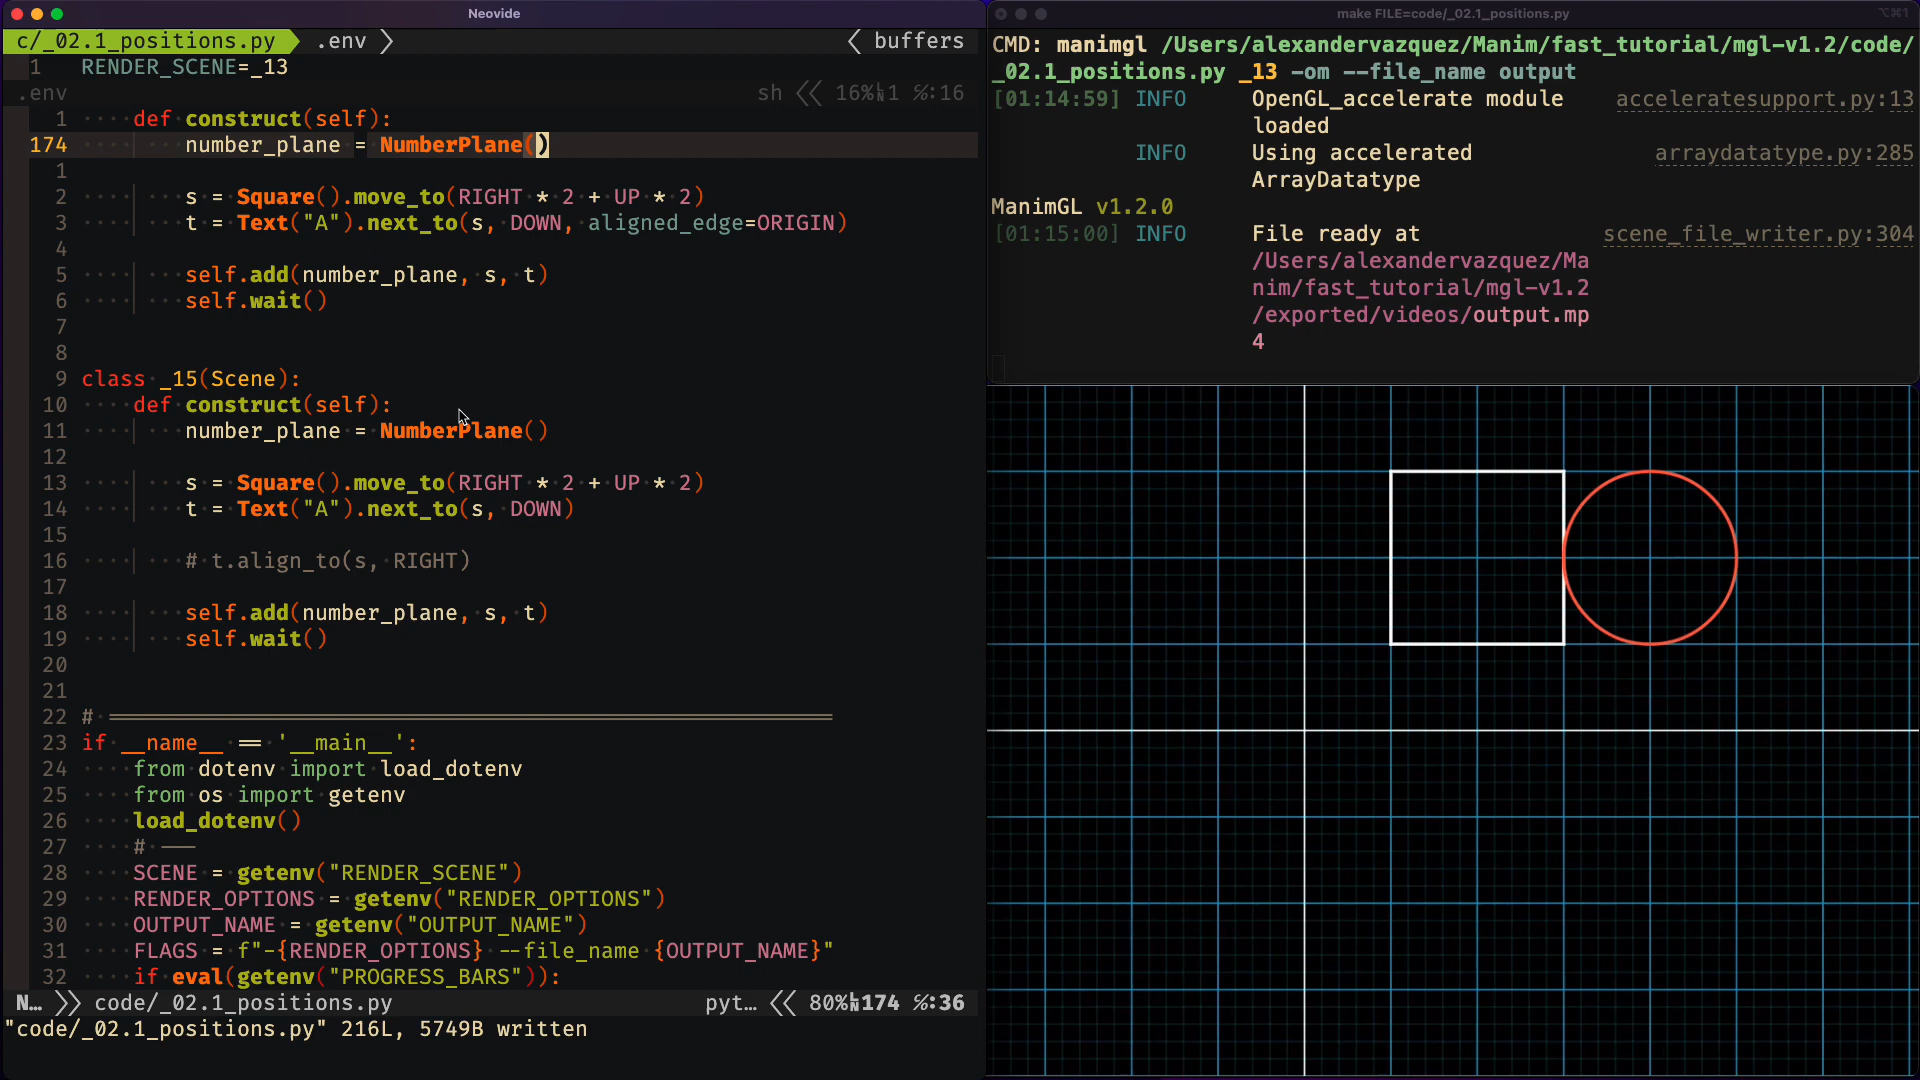 Neovide
c/_02.1_positions.py .env buffers
1 RENDER_SCENE=_13
.env sh 16% 1 16
1 def construct(self):
174 number_plane = NumberPlane()
1
2 s = Square().move_to(RIGHT * 2 + UP * 2)
3 t = Text("A").next_to(s, DOWN, aligned_edge=ORIGIN)
4
5 self.add(number_plane, s, t)
6 self.wait()
7
8
9 class _15(Scene):
10 def construct(self):
11 number_plane = NumberPlane()
12
13 s = Square().move_to(RIGHT * 2 + UP * 2)
14 t = Text("A").next_to(s, DOWN)
15
16 # t.align_to(s, RIGHT)
17
18 self.add(number_plane, s, t)
19 self.wait()
20
21
22 #
23 if __name__ == '__main__':
24 from dotenv import load_dotenv
25 from os import getenv
26 load_dotenv()
27 # ---
28 SCENE = getenv("RENDER_SCENE")
29 RENDER_OPTIONS = getenv("RENDER_OPTIONS")
30 OUTPUT_NAME = getenv("OUTPUT_NAME")
31 FLAGS = f"-{RENDER_OPTIONS} --file_name {OUTPUT_NAME}"
32 if eval(getenv("PROGRESS_BARS")):
N… code/_02.1_positions.py pyt… 80% 174 :36
"code/_02.1_positions.py" 216L, 5749B written
make FILE=code/_02.1_positions.py ⌥⌘1
CMD: manimgl /Users/alexandervazquez/Manim/fast_tutorial/mgl-v1.2/code/
_02.1_positions.py _13 -om --file_name output
[01:14:59] INFO OpenGL_accelerate module acceleratesupport.py:13
loaded
INFO Using accelerated arraydatatype.py:285
ArrayDatatype
ManimGL v1.2.0
[01:15:00] INFO File ready at scene_file_writer.py:304
/Users/alexandervazquez/Ma
nim/fast_tutorial/mgl-v1.2
/exported/videos/output.mp
4